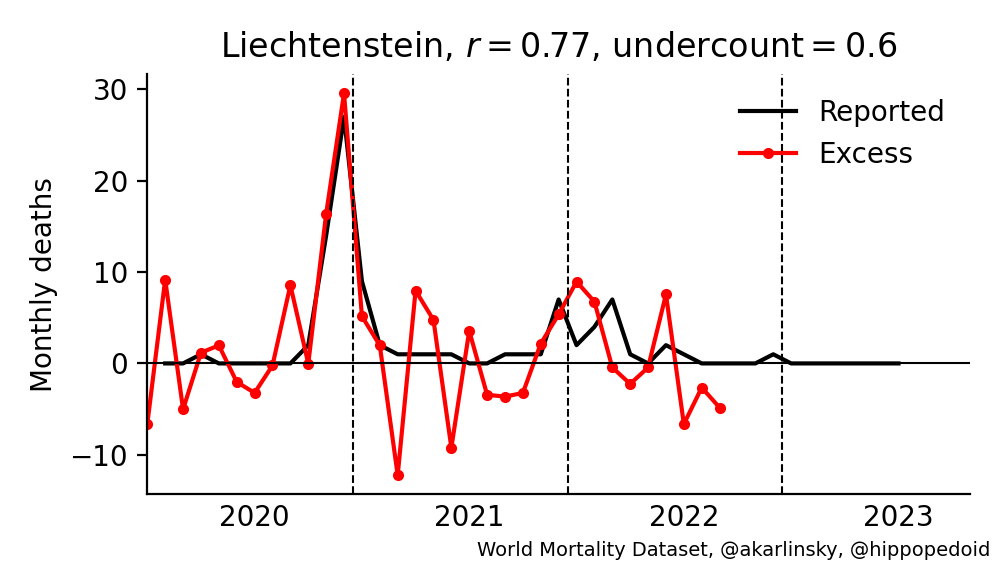 Liechtenstein, r = 0.77, undercount = 0.6
30
20
10
0
−10
Monthly deaths
Reported
Excess
2020 2021 2022 2023
World Mortality Dataset, @akarlinsky, @hippopedoid